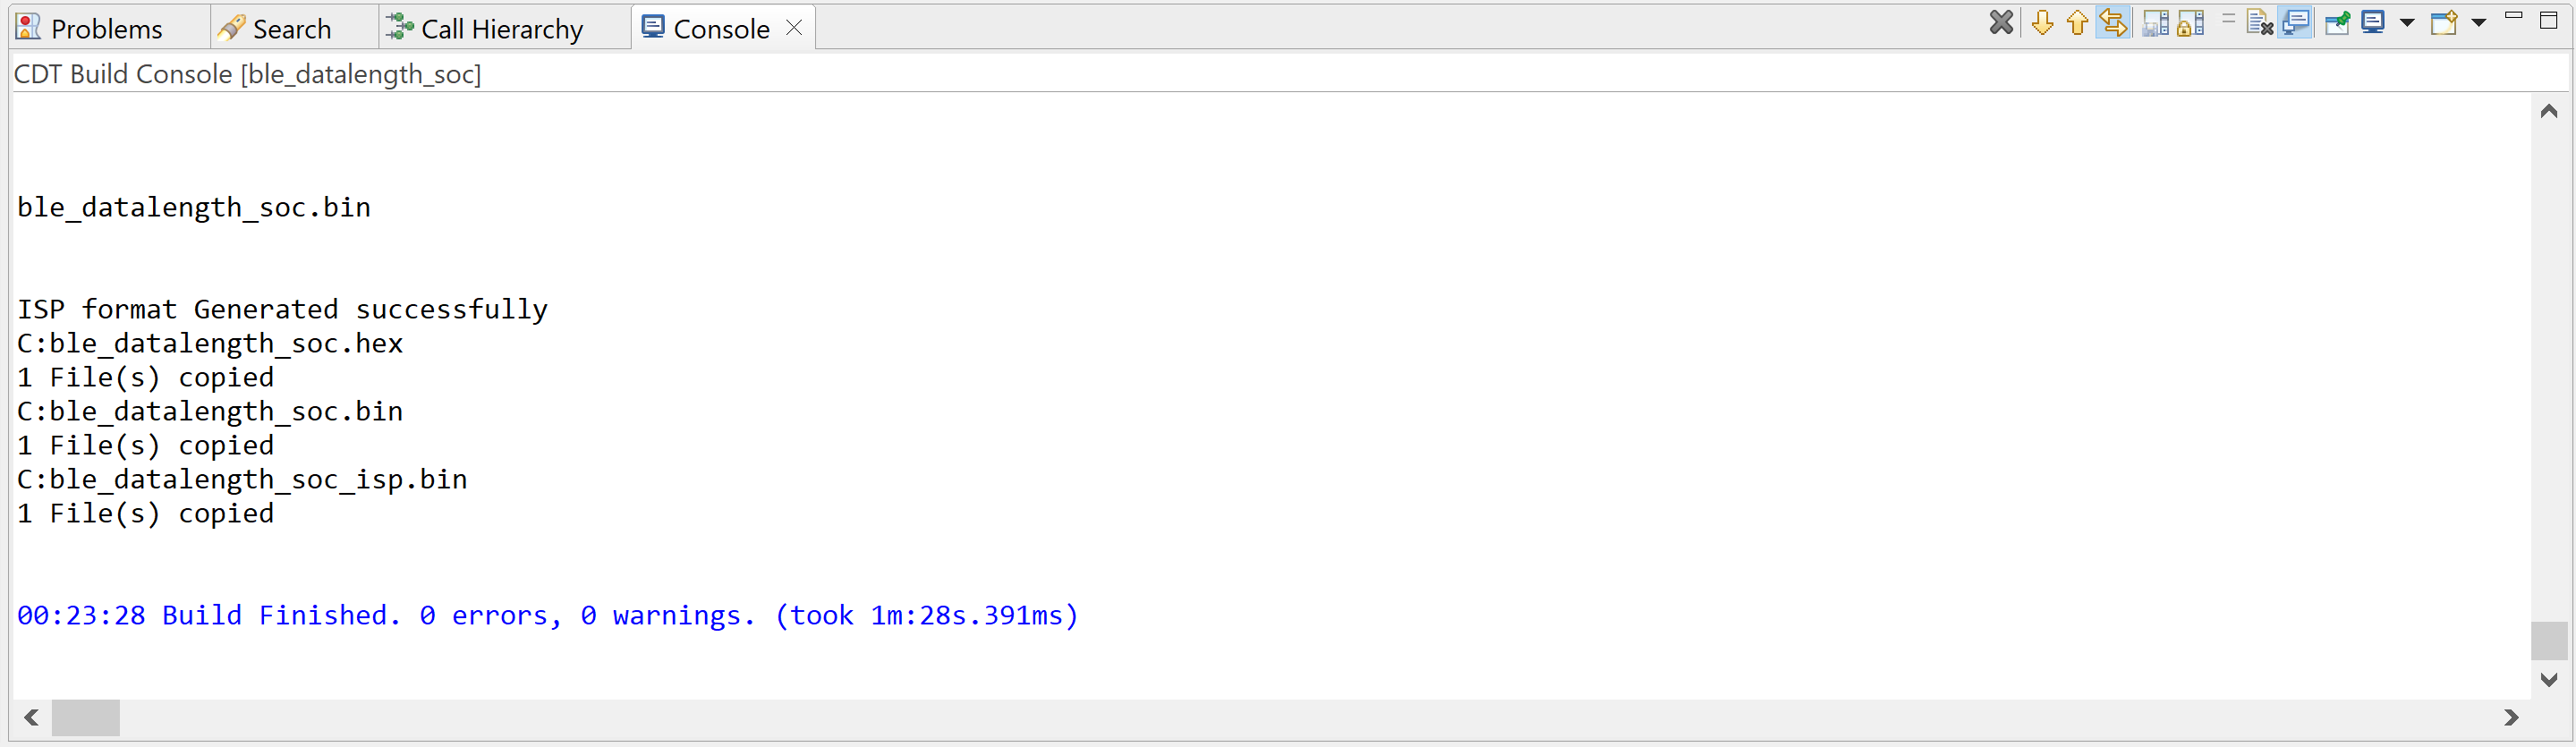 Problems Search Call Hierarchy Console
CDT Build Console [ble_datalength_soc]
ble_datalength_soc.bin
ISP format Generated successfully
C:ble_datalength_soc.hex
1 File(s) copied
C:ble_datalength_soc.bin
1 File(s) copied
C:ble_datalength_soc_isp.bin
1 File(s) copied
00:23:28 Build Finished. 0 errors, 0 warnings. (took 1m:28s.391ms)